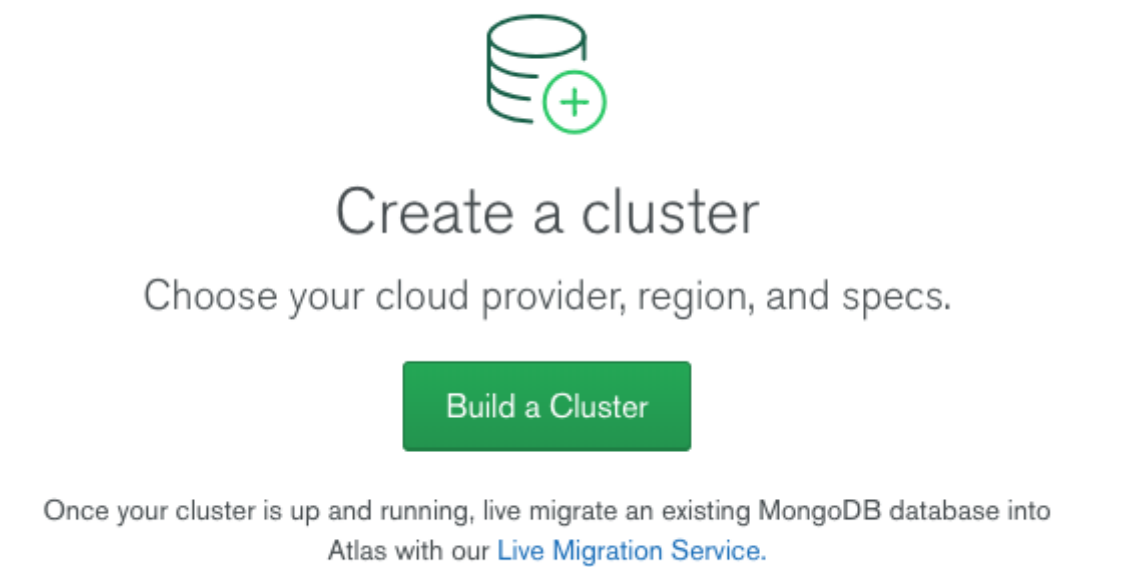 Create a cluster
Choose your cloud provider, region, and specs.
Build a Cluster
Once your cluster is up and running, live migrate an existing MongoDB database into
Atlas with our Live Migration Service.